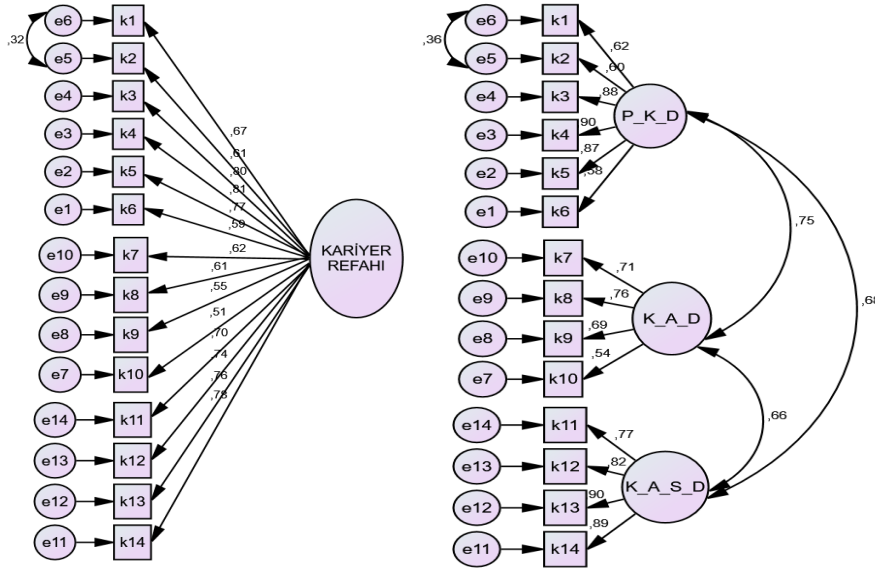 e6 k1
,32
e5 k2
e4 k3
e3 k4
e2 k5
e1 k6
e10 k7
e9 k8
e8 k9
e7 k10
e14 k11
e13 k12
e12 k13
e11 k14
,67
,61
,80
,81
,77
,59
,62
,61
,55
,51
,70
,74
,76
,78
KARİYER
REFAHI
e6 k1
,36
e5 k2
e4 k3
e3 k4
e2 k5
e1 k6
,62
,60
,88
90
,87
,58
P_K_D
e10 k7
e9 k8
e8 k9
e7 k10
,71
,76
,69
,54
K_A_D
e14 k11
e13 k12
e12 k13
e11 k14
,77
,82
90
,89
K_A_S_D
,75
,68
,66